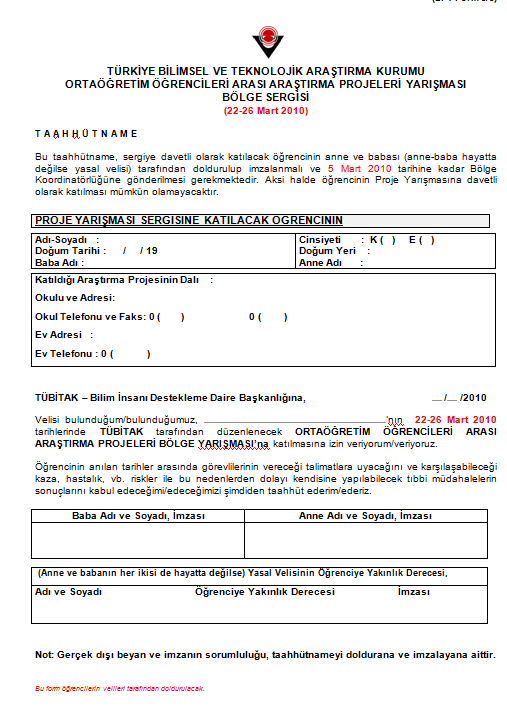 TÜRKİYE BİLİMSEL VE TEKNOLOJİK ARAŞTIRMA KURUMU
ORTAÖĞRETİM ÖĞRENCİLERİ ARASI ARAŞTIRMA PROJELERİ YARIŞMASI
BÖLGE SERGİSİ
(22-26 Mart 2010)
T A A H H Ü T N A M E
Bu taahhütname, sergiye davetli olarak katılacak öğrencinin anne ve babası (anne-baba hayatta
değilse yasal velisi) tarafından doldurulup imzalanmalı ve 5 Mart 2010 tarihine kadar Bölge
Koordinatörlüğüne gönderilmesi gerekmektedir. Aksi halde öğrencinin Proje Yarışmasına davetli
olarak katılması mümkün olamayacaktır.
PROJE YARIŞMASI SERGISINE KATILACAK OGRENCININ
Adı-Soyadı :
Doğum Tarihi : / / 19
Baba Adı :
Cinsiyeti : K ( ) E ( )
Doğum Yeri :
Anne Adı :
Katıldığı Araştırma Projesinin Dalı :
Okulu ve Adresi:
Okul Telefonu ve Faks: 0 ( ) 0 ( )
Ev Adresi :
Ev Telefonu : 0 ( )
TÜBİTAK – Bilim İnsanı Destekleme Daire Başkanlığına, __ /__ /2010
Velisi bulunduğum/bulunduğumuz, ______________________________ 'nın 22-26 Mart 2010
tarihlerinde TÜBİTAK tarafından düzenlenecek ORTAÖĞRETİM ÖĞRENCİLERİ ARASI
ARAŞTIRMA PROJELERİ BÖLGE YARIŞMASI'na katılmasına izin veriyorum/veriyoruz.
Öğrencinin anılan tarihler arasında görevlilerinin vereceği talimatlara uyacağını ve karşılaşabileceği
kaza, hastalık, vb. riskler ile bu nedenlerden dolayı kendisine yapılabilecek tıbbi müdahalelerin
sonuçlarını kabul edeceğimi/edeceğimizi şimdiden taahhüt ederim/ederiz.
Baba Adı ve Soyadı, İmzası
Anne Adı ve Soyadı, İmzası
(Anne ve babanın her ikisi de hayatta değilse) Yasal Velisinin Öğrenciye Yakınlık Derecesi,
Adı ve Soyadı Öğrenciye Yakınlık Derecesi İmzası
Not: Gerçek dışı beyan ve imzanın sorumluluğu, taahhütnameyi doldurana ve imzalayana aittir.
Bu form öğrencilerin velileri tarafından doldurulacak.